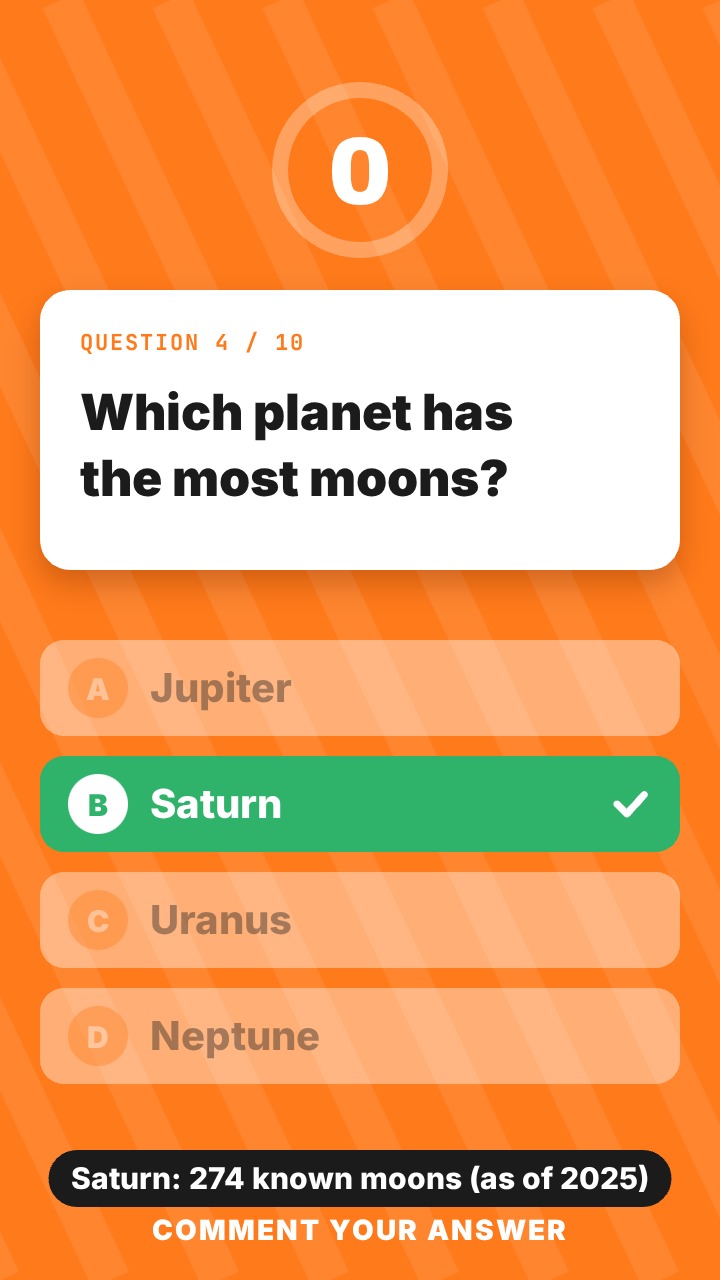 0
QUESTION 4 / 10
Which planet has
the most moons?
A Jupiter
B Saturn
C Uranus
D Neptune
Saturn: 274 known moons (as of 2025)
COMMENT YOUR ANSWER